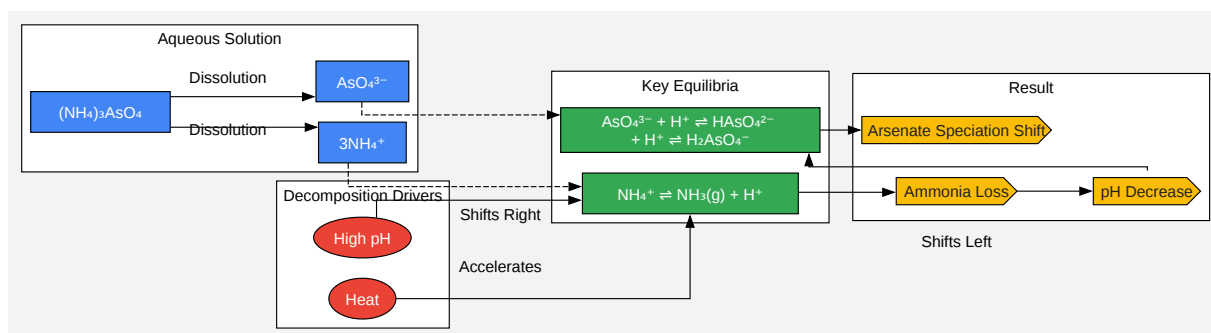 Aqueous Solution
(NH₄)₃AsO₄
Dissolution
Dissolution
AsO₄³⁻
3NH₄⁺
Decomposition Drivers
High pH
Heat
Shifts Right
Accelerates
Key Equilibria
AsO₄³⁻ + H⁺ ⇌ HAsO₄²⁻
+ H⁺ ⇌ H₂AsO₄⁻
NH₄⁺ ⇌ NH₃(g) + H⁺
Result
Arsenate Speciation Shift
Ammonia Loss
pH Decrease
Shifts Left